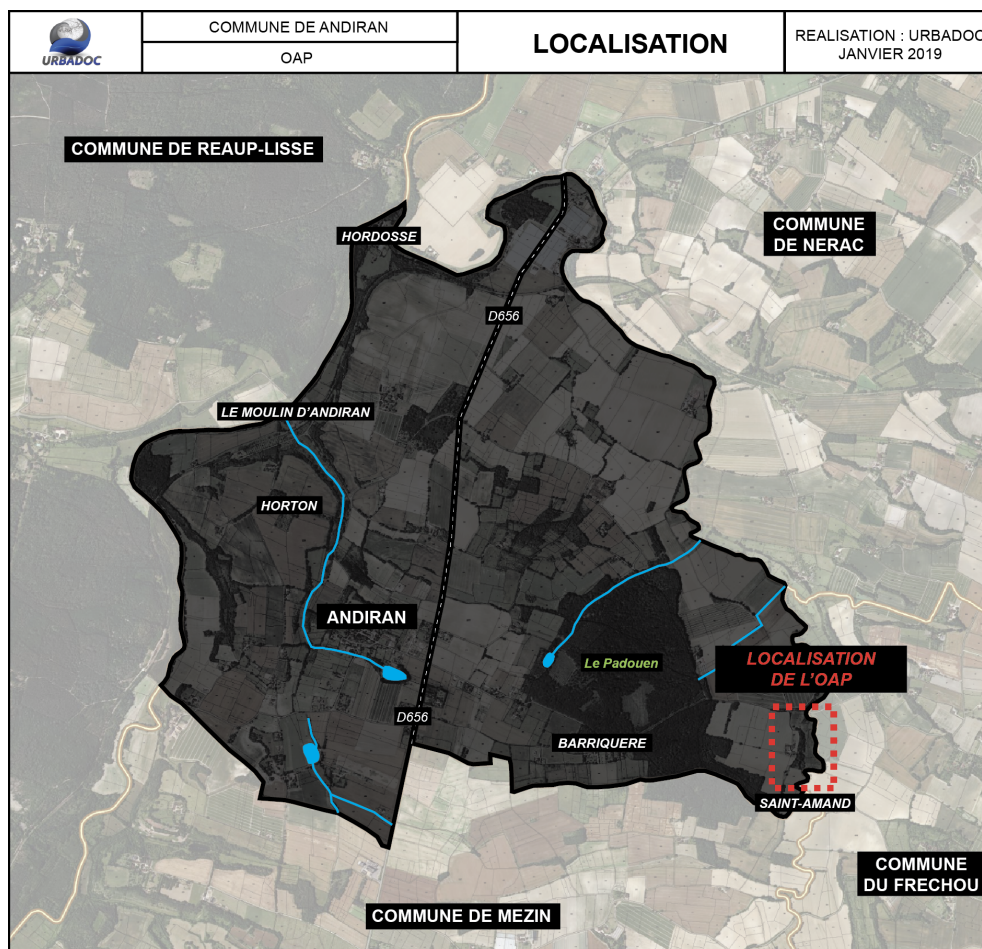 URBADOC
COMMUNE DE ANDIRAN
OAP
LOCALISATION
REALISATION : URBADOC
JANVIER 2019
COMMUNE DE REAUP-LISSE
HORDOSSE
COMMUNE
DE NERAC
D656
LE MOULIN D'ANDIRAN
HORTON
ANDIRAN
Le Padouen
LOCALISATION
DE L'OAP
D656
BARRIQUERE
SAINT-AMAND
COMMUNE
DU FRECHOU
COMMUNE DE MEZIN